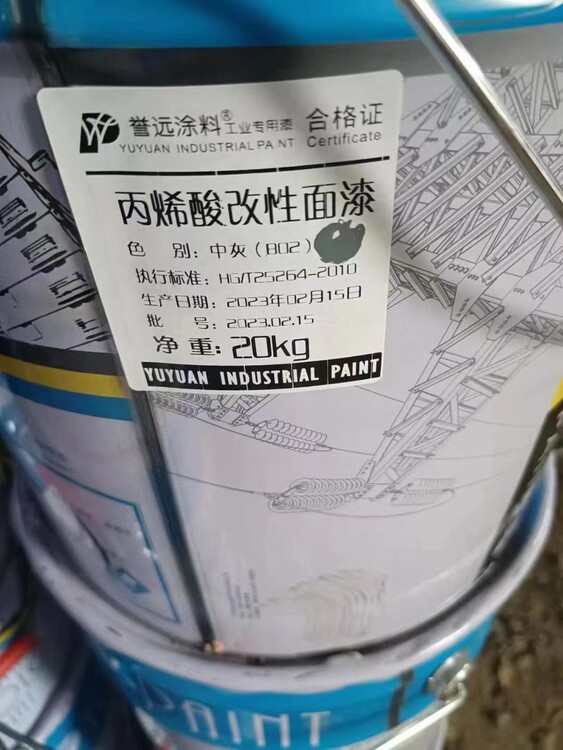 誉远涂料®工业专用漆 合格证
YUYUAN INDUSTRIAL PAINT Certificate
丙烯酸改性面漆
色 别：中灰（B02）
执行标准：HG/T25264-2010
生产日期：2023年02月15日
批 号：2023.02.15
净 重：20kg
YUYUAN INDUSTRIAL PAINT
PAINT